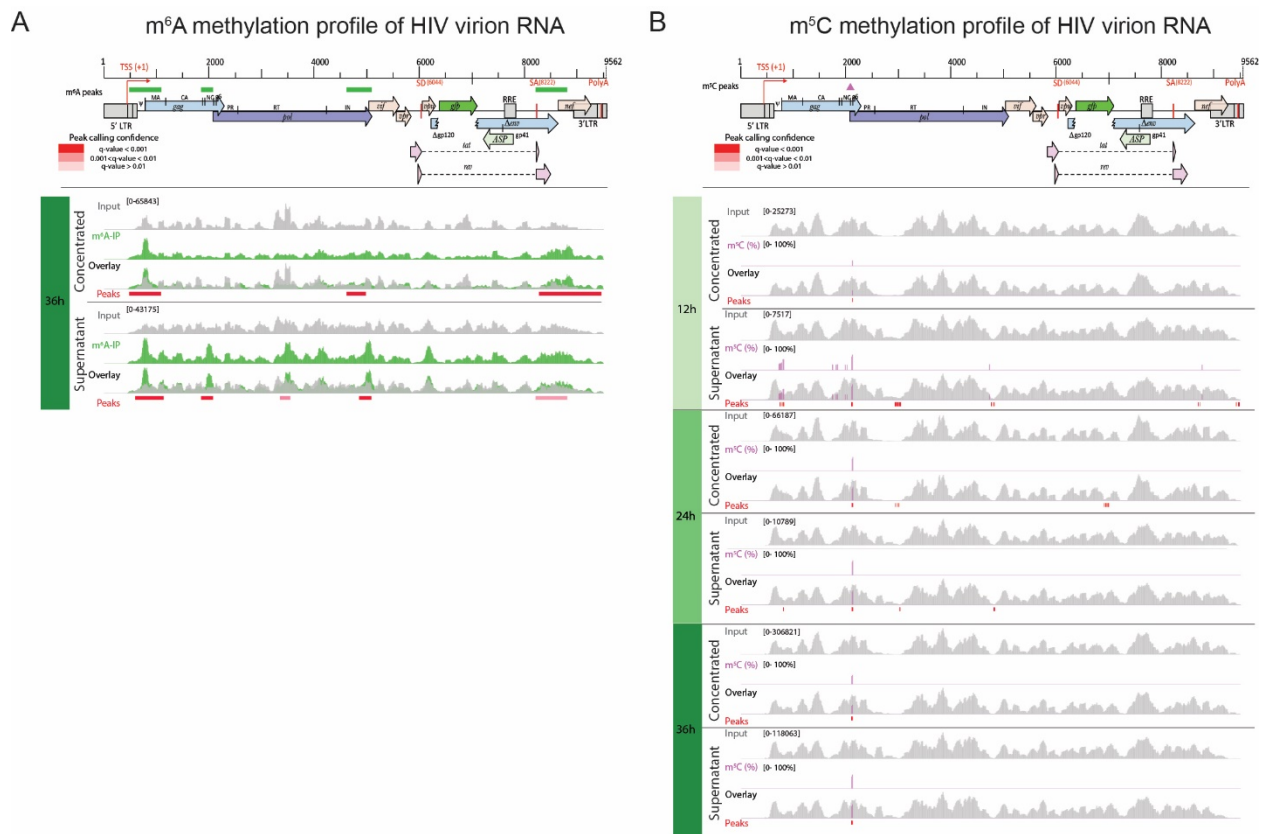 A
m⁶A methylation profile of HIV virion RNA
1 TSS (+1) 2000 4000 6000 8000 9562
SD(6044) SA(8222) PolyA
m⁶A peaks
Ψ MA CA NC PR RT IN vif vpu gfp RRE nef
gag pol vpr Δenv
5' LTR Δgp120 ASP gp41 3'LTR
Peak calling confidence
q-value < 0.001
0.001<q-value < 0.01
q-value > 0.01
tat
rev
36h
Concentrated
Input [0-65843]
m⁶A-IP
Overlay
Peaks
Supernatant
Input [0-43175]
m⁶A-IP
Overlay
Peaks
B
m⁵C methylation profile of HIV virion RNA
1 TSS (+1) 2000 4000 6000 8000 9562
SD(6044) SA(8222) PolyA
m⁵C peaks
Ψ MA CA NC PR RT IN vif vpu gfp RRE nef
gag pol vpr Δenv
5' LTR Δgp120 ASP gp41 3'LTR
Peak calling confidence
q-value < 0.001
0.001<q-value < 0.01
q-value > 0.01
tat
rev
12h
Concentrated
Input [0-25273]
m⁵C (%) [0- 100%]
Overlay
Peaks
Supernatant
Input [0-7517]
m⁵C (%) [0- 100%]
Overlay
Peaks
24h
Concentrated
Input [0-66187]
m⁵C (%) [0- 100%]
Overlay
Peaks
Supernatant
Input [0-10789]
m⁵C (%) [0- 100%]
Overlay
Peaks
36h
Concentrated
Input [0-306821]
m⁵C (%) [0- 100%]
Overlay
Peaks
Supernatant
Input [0-118063]
m⁵C (%) [0- 100%]
Overlay
Peaks